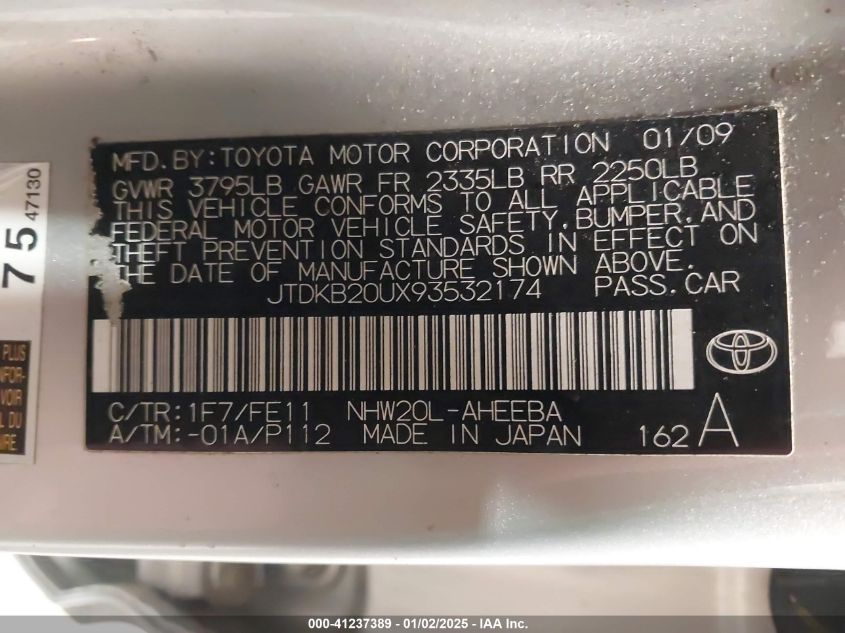 MFD. BY: TOYOTA MOTOR CORPORATION 01/09
GVWR 3795LB GAWR FR 2335LB RR 2250LB
THIS VEHICLE CONFORMS TO ALL APPLICABLE
FEDERAL MOTOR VEHICLE SAFETY, BUMPER, AND
THEFT PREVENTION STANDARDS IN EFFECT ON
THE DATE OF MANUFACTURE SHOWN ABOVE.
JTDKB20UX93532174 PASS. CAR
C/TR: 1F7/FE11 NHW20L-AHEEBA
A/TM: -01A/P112 MADE IN JAPAN 162 A
75
47130
PLUS
VOIR
DU
000-41237389 - 01/02/2025 - IAA Inc.